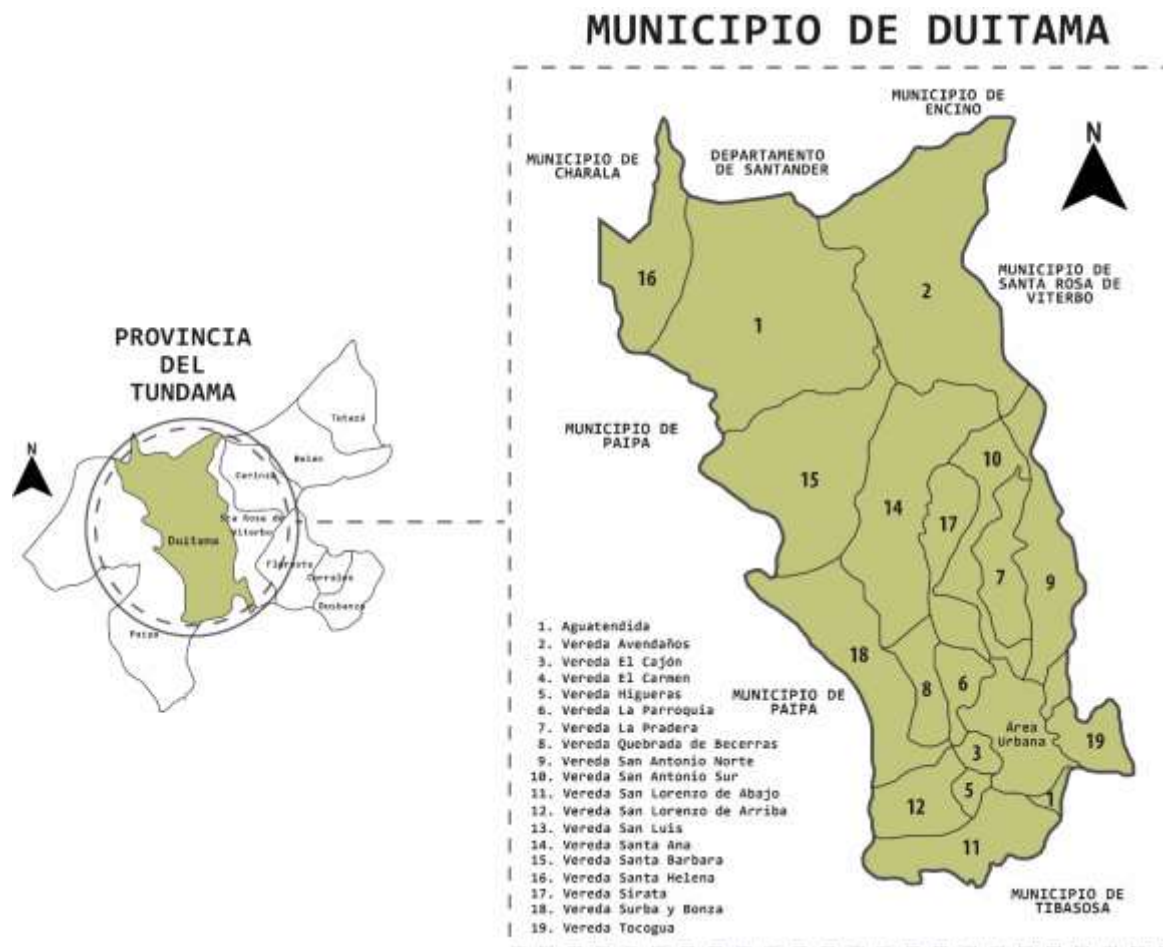 MUNICIPIO DE DUITAMA
MUNICIPIO DE
ENCINO
N
MUNICIPIO DE
CHARALA
DEPARTAMENTO
DE SANTANDER
16
2
1
MUNICIPIO DE
SANTA ROSA DE
VITERBO
PROVINCIA
DEL
TUNDAMA
N
Belen
Duitama
Sta Rosa de
Viterbo
Paipa
MUNICIPIO DE
PAIPA
15
14
10
17
7
9
18
8
6
MUNICIPIO DE
PAIPA
Area
Urbana
19
3
5
12
1
11
MUNICIPIO DE
TIBASOSA
1. Aguatendida
2. Vereda Avendaños
3. Vereda El Cajón
4. Vereda El Carmen
5. Vereda Higueras
6. Vereda La Parroquia
7. Vereda La Pradera
8. Vereda Quebrada de Becerras
9. Vereda San Antonio Norte
10. Vereda San Antonio Sur
11. Vereda San Lorenzo de Abajo
12. Vereda San Lorenzo de Arriba
13. Vereda San Luis
14. Vereda Santa Ana
15. Vereda Santa Barbara
16. Vereda Santa Helena
17. Vereda Sirata
18. Vereda Surba y Bonza
19. Vereda Tocogua